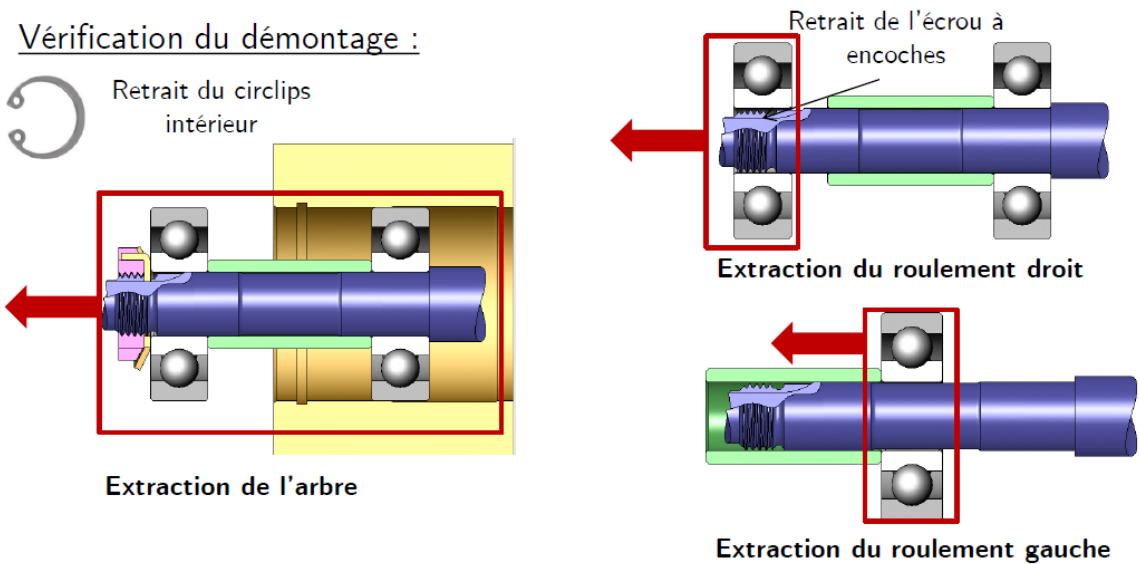 Vérification du démontage :
Retrait du circlips
intérieur
Extraction de l'arbre
Retrait de l'écrou à
encoches
Extraction du roulement droit
Extraction du roulement gauche